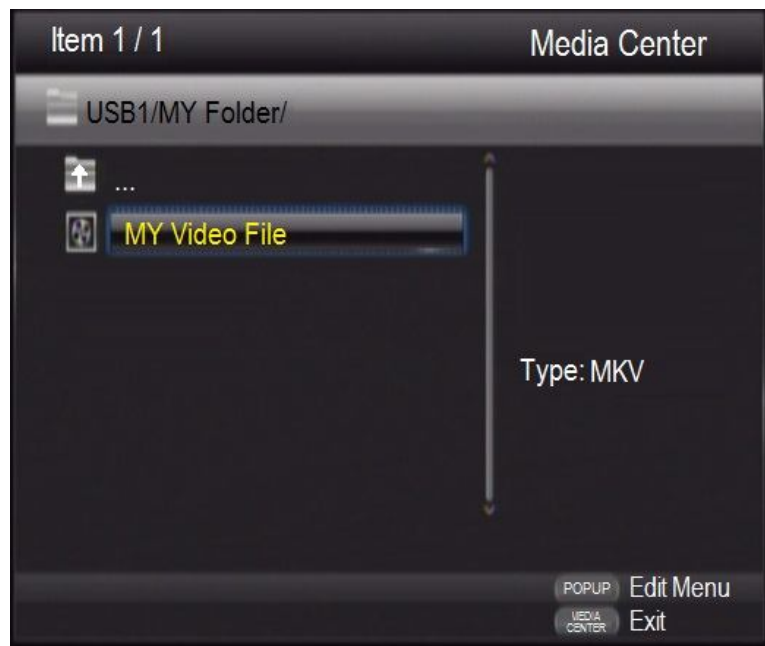 Item 1 / 1
Media Center
USB1/MY Folder/
...
MY Video File
Type: MKV
POPUP Edit Menu
MEDIA CENTER Exit